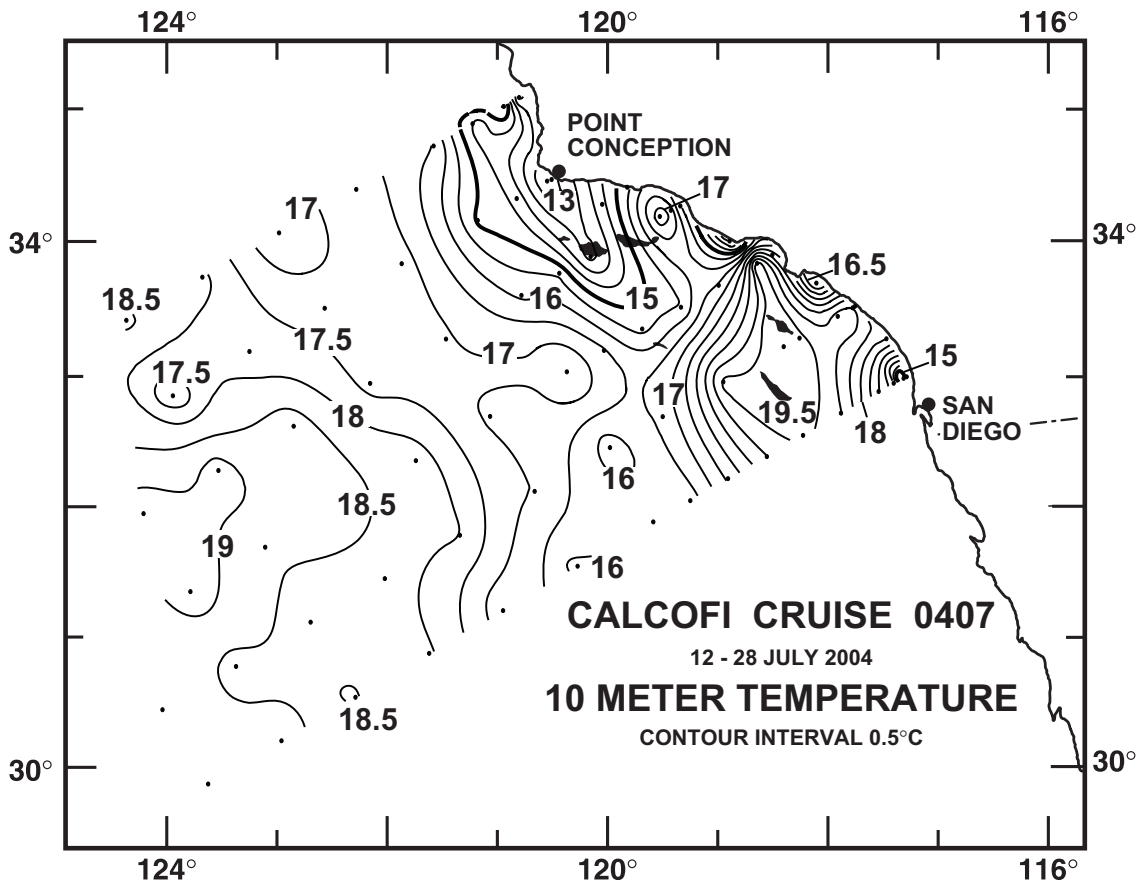 124° 120° 116°
POINT
CONCEPTION
17
13
17
34° 34°
16.5
18.5
16 15
17.5
17
15
17.5
17
19.5
SAN
18
18
DIEGO
16
18.5
19
16
CALCOFI CRUISE 0407
12 - 28 JULY 2004
10 METER TEMPERATURE
18.5
CONTOUR INTERVAL 0.5°C
30° 30°
124° 120° 116°